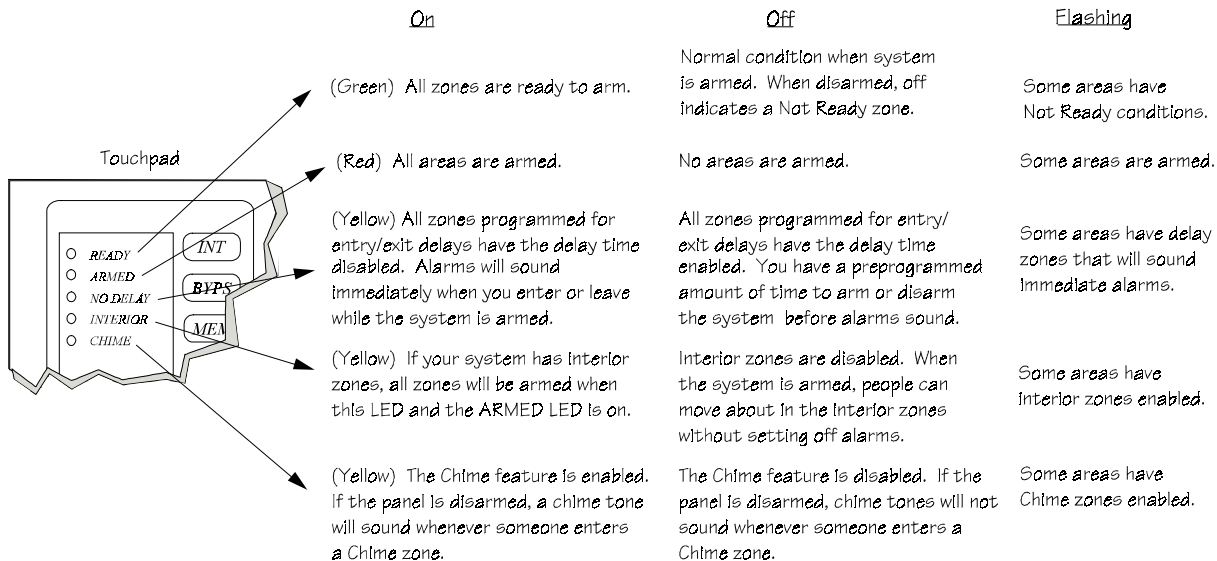 On
Off
Flashing
(Green) All zones are ready to arm.
Normal condition when system
is armed. When disarmed, off
indicates a Not Ready zone.
Some areas have
Not Ready conditions.
Touchpad
(Red) All areas are armed.
No areas are armed.
Some areas are armed.
READY
ARMED
NO DELAY
INTERIOR
CHIME
INT
BYPS
MEM
(Yellow) All zones programmed for
entry/exit delays have the delay time
disabled. Alarms will sound
immediately when you enter or leave
while the system is armed.
All zones programmed for entry/
exit delays have the delay time
enabled. You have a preprogrammed
amount of time to arm or disarm
the system before alarms sound.
Some areas have delay
zones that will sound
immediate alarms.
(Yellow) If your system has interior
zones, all zones will be armed when
this LED and the ARMED LED is on.
Interior zones are disabled. When
the system is armed, people can
move about in the interior zones
without setting off alarms.
Some areas have
interior zones enabled.
(Yellow) The Chime feature is enabled.
If the panel is disarmed, a chime tone
will sound whenever someone enters
a Chime zone.
The Chime feature is disabled. If the
panel is disarmed, chime tones will not
sound whenever someone enters a
Chime zone.
Some areas have
Chime zones enabled.